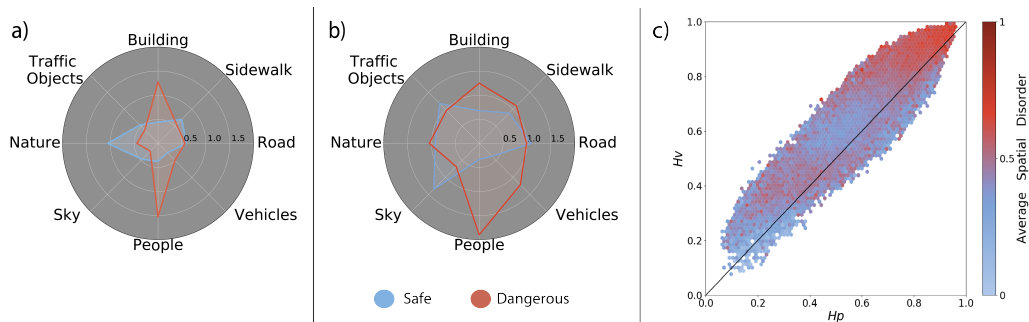 a)
Building
Traffic
Objects
Sidewalk
Nature
0.5 1.0 1.5
Road
Sky
Vehicles
People
b)
Building
Traffic
Objects
Sidewalk
Nature
0.5 1.0 1.5
Road
Sky
Vehicles
People
Safe
Dangerous
c)
Hv
1.0
0.8
0.6
0.4
0.2
0.0
0.0 0.2 0.4 0.6 0.8 1.0
Hp
1
0.5
0
Average Spatial Disorder